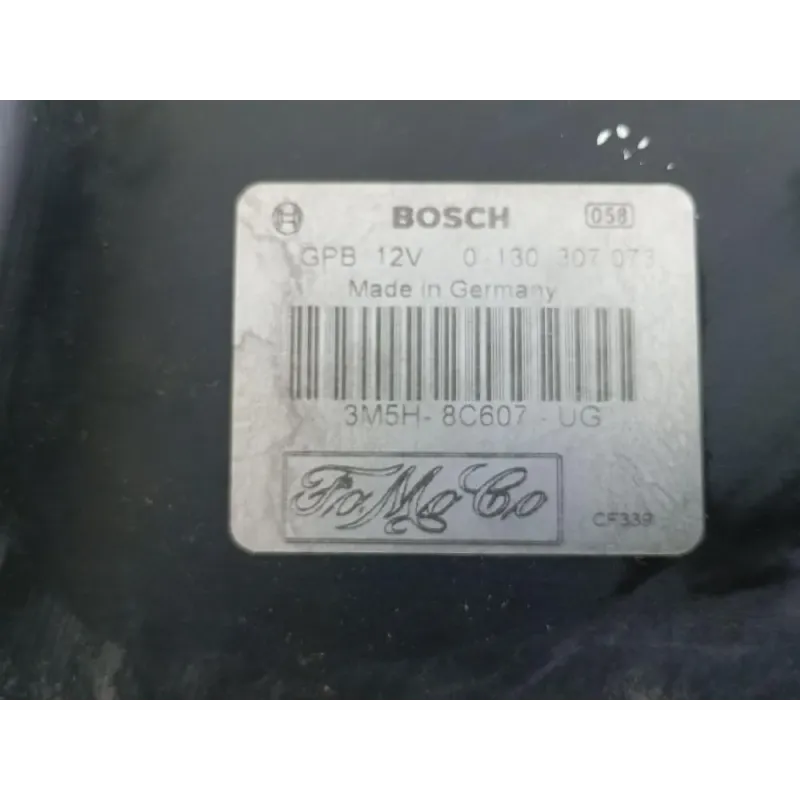 BOSCH 058
GPB 12V 0 130 307 073
Made in Germany
3M5H- 8C607 - UG
FoMoCo
CF339